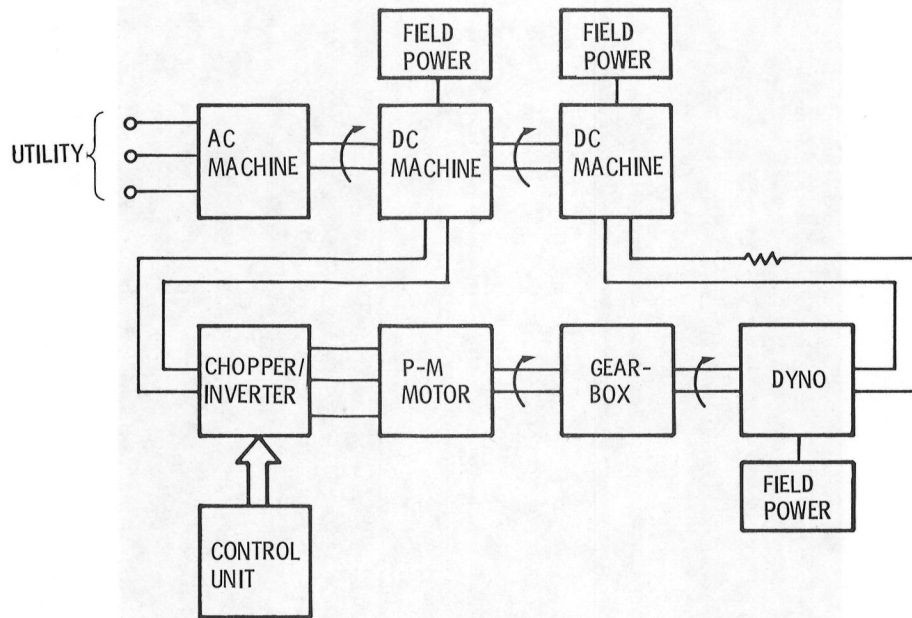 FIELD
POWER
FIELD
POWER
UTILITY
AC
MACHINE
DC
MACHINE
DC
MACHINE
CHOPPER/
INVERTER
P-M
MOTOR
GEAR-
BOX
DYNO
FIELD
POWER
CONTROL
UNIT